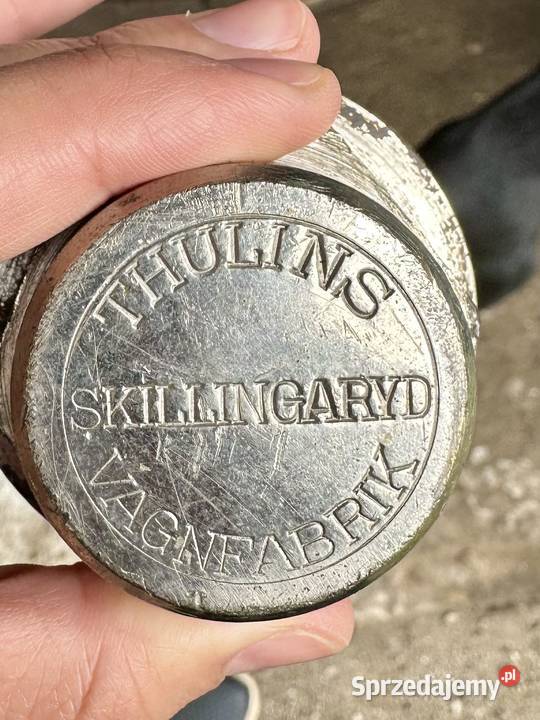 THULINS
SKILLINGARYD
VAGNFABRIK
Sprzedajemy.pl